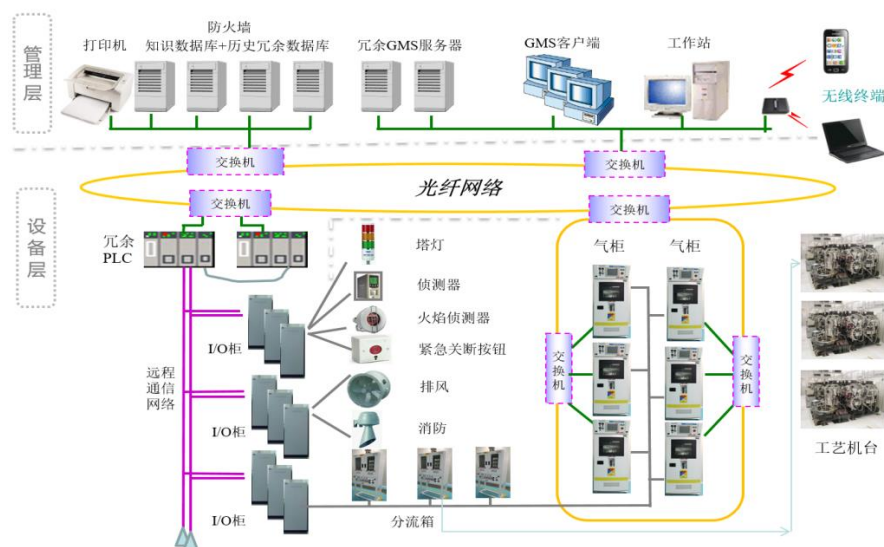 管理层
防火墙
打印机
知识数据库+历史冗余数据库
冗余GMS服务器
GMS客户端
工作站
无线终端
交换机
交换机
光纤网络
交换机
交换机
设备层
冗余
PLC
塔灯
气柜
气柜
侦测器
火焰侦测器
I/O柜
紧急关断按钮
交换机
交换机
远程
通信
网络
排风
I/O柜
消防
工艺机台
I/O柜
分流箱